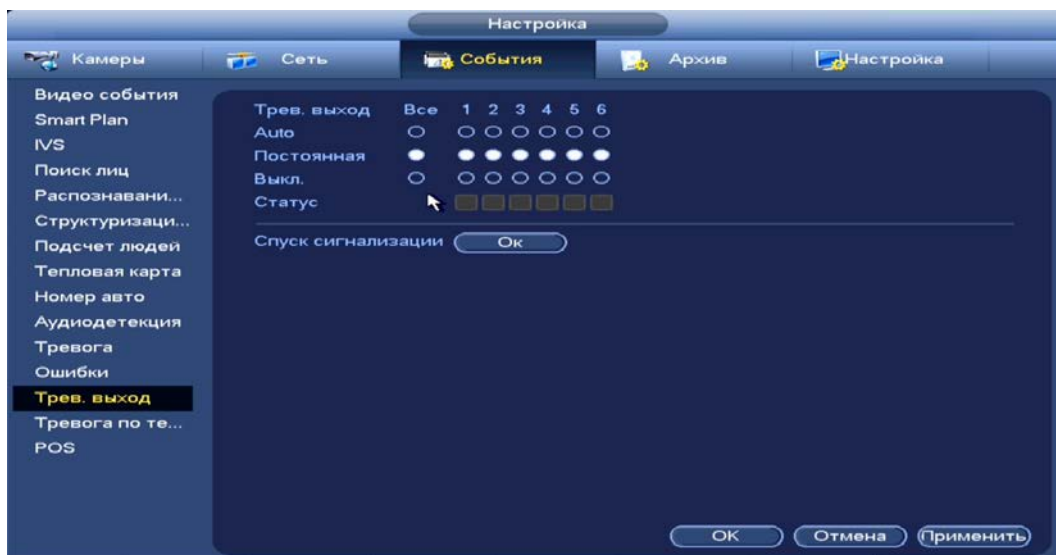 Настройка
Камеры Сеть События Архив Настройка
Видео события
Smart Plan
IVS
Поиск лиц
Распознавани...
Структуризаци...
Подсчет людей
Тепловая карта
Номер авто
Аудиодетекция
Тревога
Ошибки
Трев. выход
Тревога по те...
POS
Трев. выход Все 1 2 3 4 5 6
Auto
Постоянная
Выкл.
Статус
Спуск сигнализации Ок
OK Отмена Применить